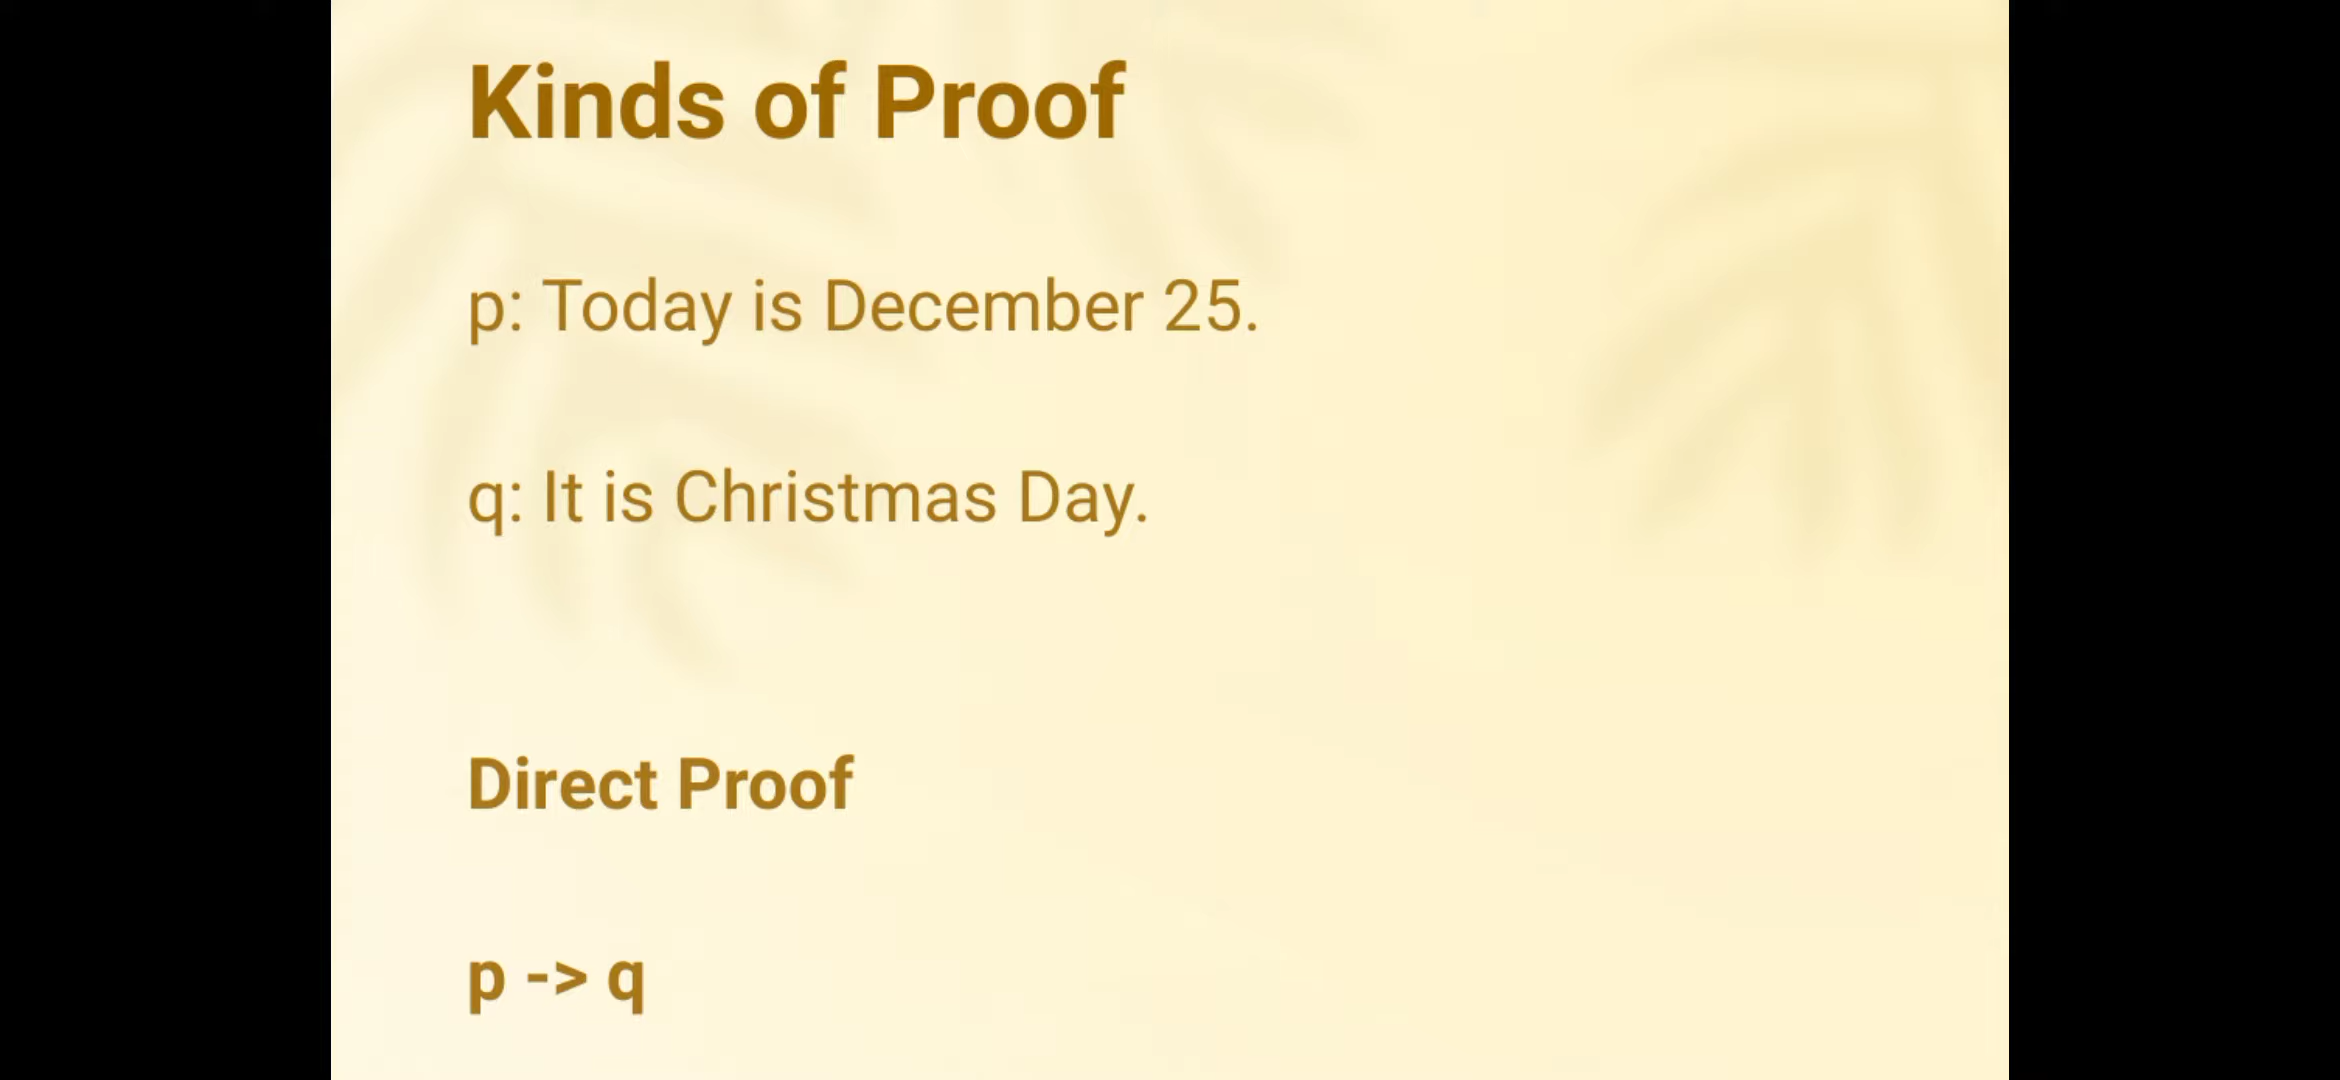 Kinds of Proof
p: Today is December 25.
q: It is Christmas Day.
Direct Proof
p -> q